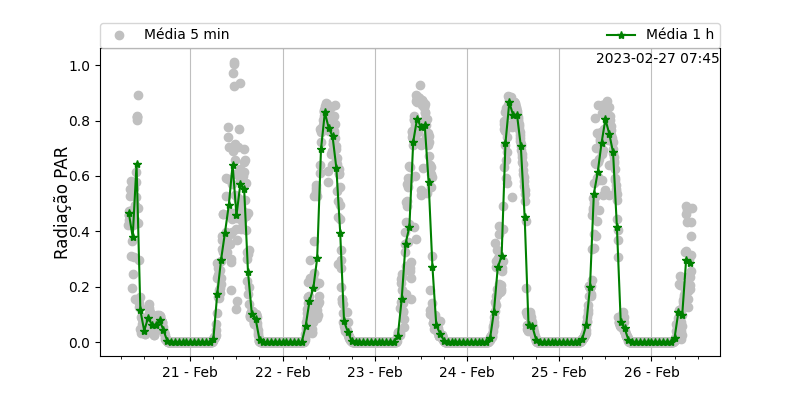 Média 5 min
Média 1 h
2023-02-27 07:45
Radiação PAR
1.0
0.8
0.6
0.4
0.2
0.0
21 - Feb
22 - Feb
23 - Feb
24 - Feb
25 - Feb
26 - Feb